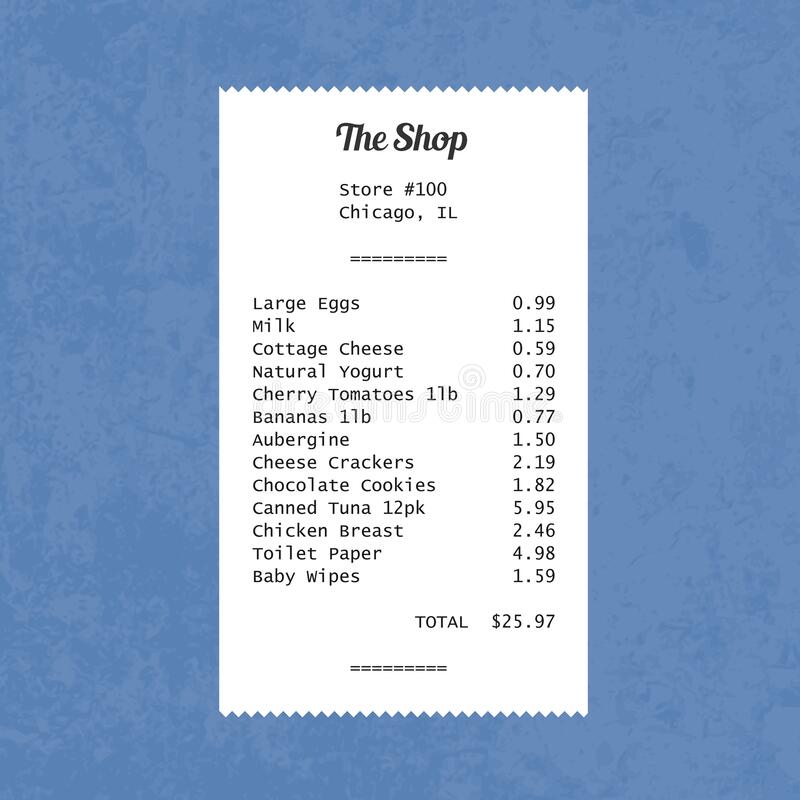 The Shop
Store #100
Chicago, IL
=========
Large Eggs 0.99
Milk 1.15
Cottage Cheese 0.59
Natural Yogurt 0.70
Cherry Tomatoes 1lb 1.29
Bananas 1lb 0.77
Aubergine 1.50
Cheese Crackers 2.19
Chocolate Cookies 1.82
Canned Tuna 12pk 5.95
Chicken Breast 2.46
Toilet Paper 4.98
Baby Wipes 1.59
TOTAL $25.97
=========